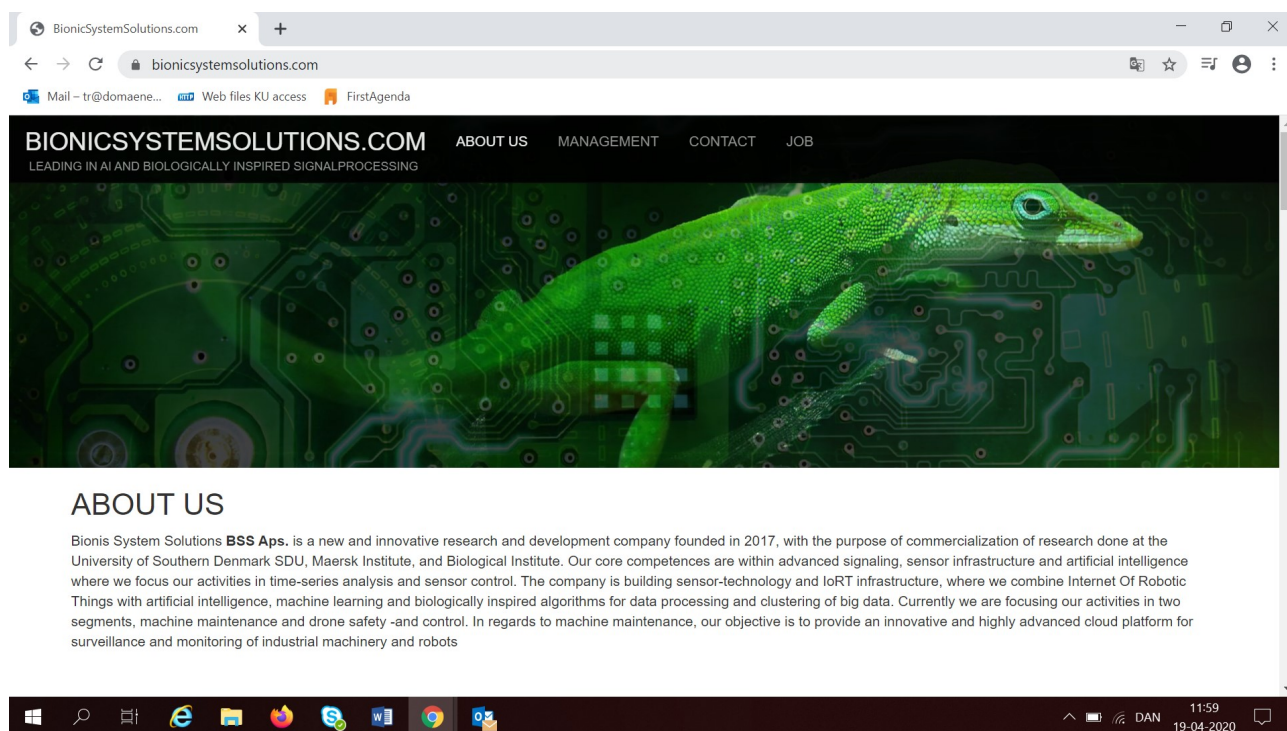 BionicSystemSolutions.com
bionicsystemsolutions.com
Mail – tr@domaene...
Web files KU access
FirstAgenda
BIONICSYSTEMSOLUTIONS.COM
LEADING IN AI AND BIOLOGICALLY INSPIRED SIGNALPROCESSING
ABOUT US
MANAGEMENT
CONTACT
JOB
ABOUT US
Bionis System Solutions BSS Aps. is a new and innovative research and development company founded in 2017, with the purpose of commercialization of research done at the
University of Southern Denmark SDU, Maersk Institute, and Biological Institute. Our core competences are within advanced signaling, sensor infrastructure and artificial intelligence
where we focus our activities in time-series analysis and sensor control. The company is building sensor-technology and IoRT infrastructure, where we combine Internet Of Robotic
Things with artificial intelligence, machine learning and biologically inspired algorithms for data processing and clustering of big data. Currently we are focusing our activities in two
segments, machine maintenance and drone safety -and control. In regards to machine maintenance, our objective is to provide an innovative and highly advanced cloud platform for
surveillance and monitoring of industrial machinery and robots
DAN
11:59
19-04-2020